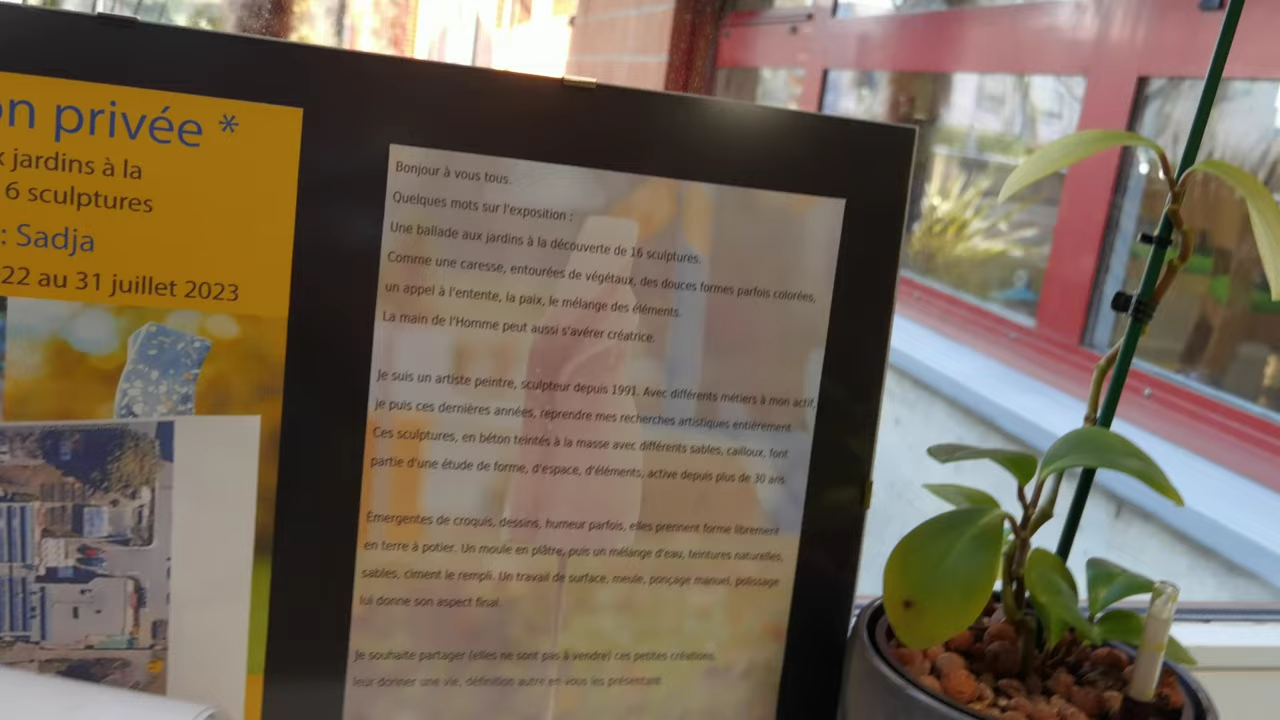 on privée *
x jardins à la
6 sculptures
: Sadja
22 au 31 juillet 2023
Bonjour à vous tous.
Quelques mots sur l'exposition :
Une ballade aux jardins à la découverte de 16 sculptures.
Comme une caresse, entourées de végétaux, des douces formes parfois colorées,
un appel à l'entente, la paix, le mélange des éléments.
La main de l'Homme peut aussi s'avérer créatrice.
Je suis un artiste peintre, sculpteur depuis 1991. Avec différents métiers à mon actif,
je puis ces dernières années, reprendre mes recherches artistiques entièrement.
Ces sculptures, en béton teintés à la masse avec différents sables, cailloux, font
partie d'une étude de forme, d'espace, d'éléments, active depuis plus de 30 ans.
Émergentes de croquis, dessins, humeur parfois, elles prennent forme librement
en terre à potier. Un moule en plâtre, puis un mélange d'eau, teintures naturelles,
sables, ciment le rempli. Un travail de surface, meule, ponçage manuel, polissage
lui donne son aspect final.
Je souhaite partager (elles ne sont pas à vendre) ces petites créations,
leur donner une vie, définition autre en vous les présentant.